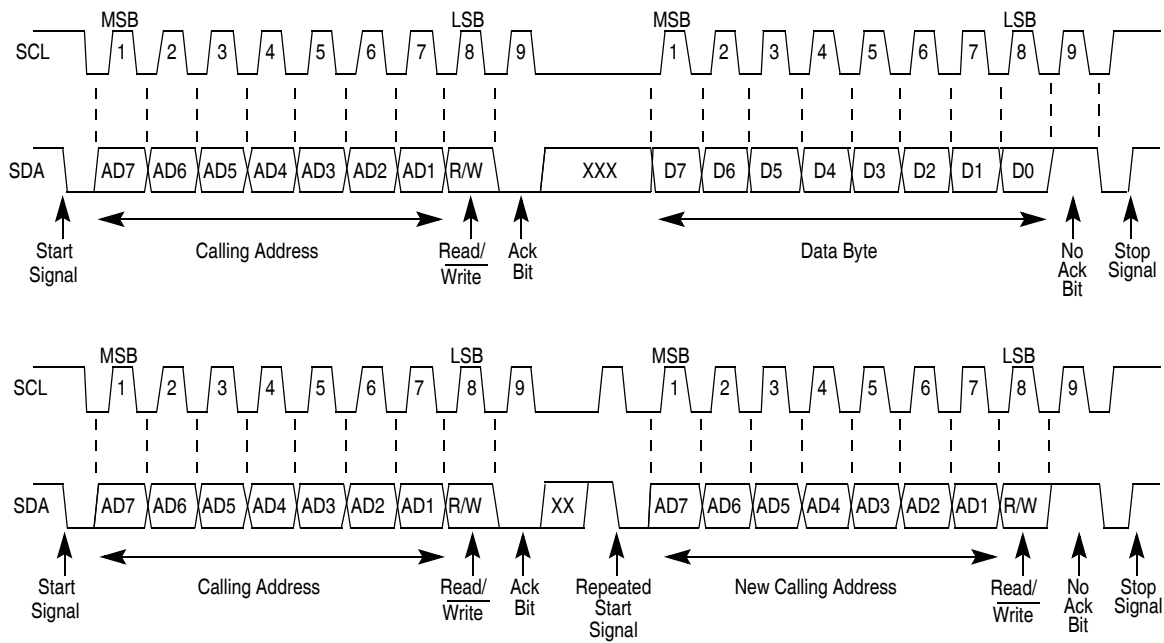 MSB LSB MSB LSB
SCL 1 2 3 4 5 6 7 8 9 1 2 3 4 5 6 7 8 9
SDA AD7 AD6 AD5 AD4 AD3 AD2 AD1 R/W XXX D7 D6 D5 D4 D3 D2 D1 D0
Start Calling Address Read/ Ack Data Byte No Stop
Signal Write Bit Ack Signal
Bit
MSB LSB MSB LSB
SCL 1 2 3 4 5 6 7 8 9 1 2 3 4 5 6 7 8 9
SDA AD7 AD6 AD5 AD4 AD3 AD2 AD1 R/W XX AD7 AD6 AD5 AD4 AD3 AD2 AD1 R/W
Start Calling Address Read/ Ack Repeated New Calling Address Read/ No Stop
Signal Write Bit Start Write Ack Signal
Signal Bit